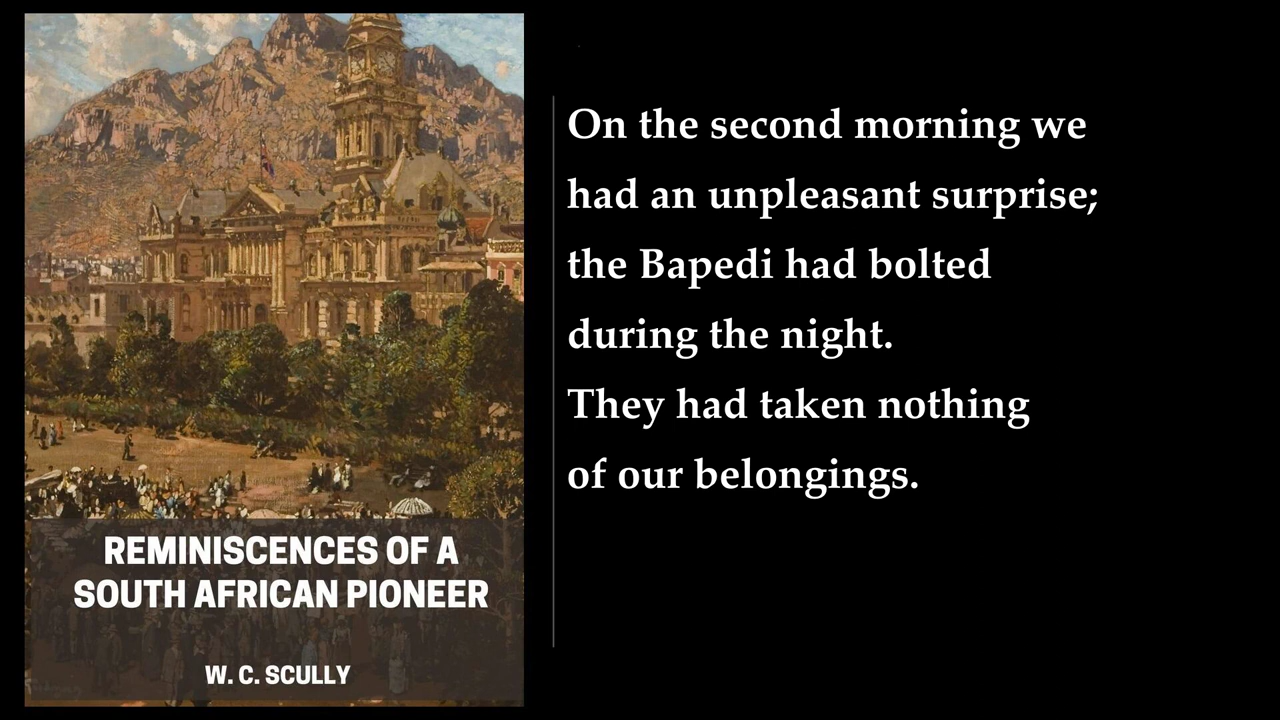 On the second morning we
had an unpleasant surprise;
the Bapedi had bolted
during the night.
They had taken nothing
of our belongings.
REMINISCENCES OF A
SOUTH AFRICAN PIONEER
W. C. SCULLY